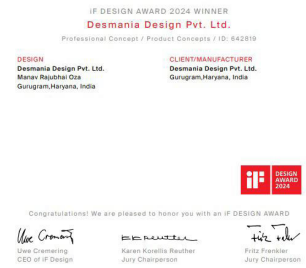 iF DESIGN AWARD 2024 WINNER
Desmania Design Pvt. Ltd.
Professional Concept / Product Concepts / ID: 642819
DESIGN
Desmania Design Pvt. Ltd.
Manav Rajubhai Oza
Gurugram,Haryana, India
CLIENT/MANUFACTURER
Desmania Design Pvt. Ltd.
Gurugram,Haryana, India
iF
DESIGN
AWARD
2024
Congratulations! We are pleased to honor you with an iF DESIGN AWARD
Uwe Cremering
CEO of iF Design
Karen Korellis Reuther
Jury Chairperson
Fritz Frenkler
Jury Chairperson